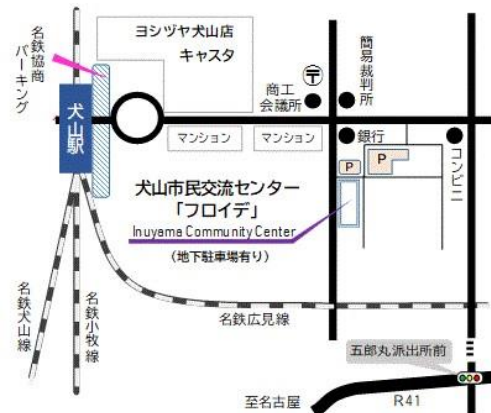 ヨシヅヤ犬山店
キャスタ
名鉄協商
パーキング
犬山駅
商工
会議所
〒
簡易裁判所
マンション
マンション
銀行
コンビニ
P
P
犬山市民交流センター
「フロイデ」
Inuyama Community Center
(地下駐車場有り)
名鉄犬山線
名鉄小牧線
名鉄広見線
五郎丸派出所前
至名古屋
R41